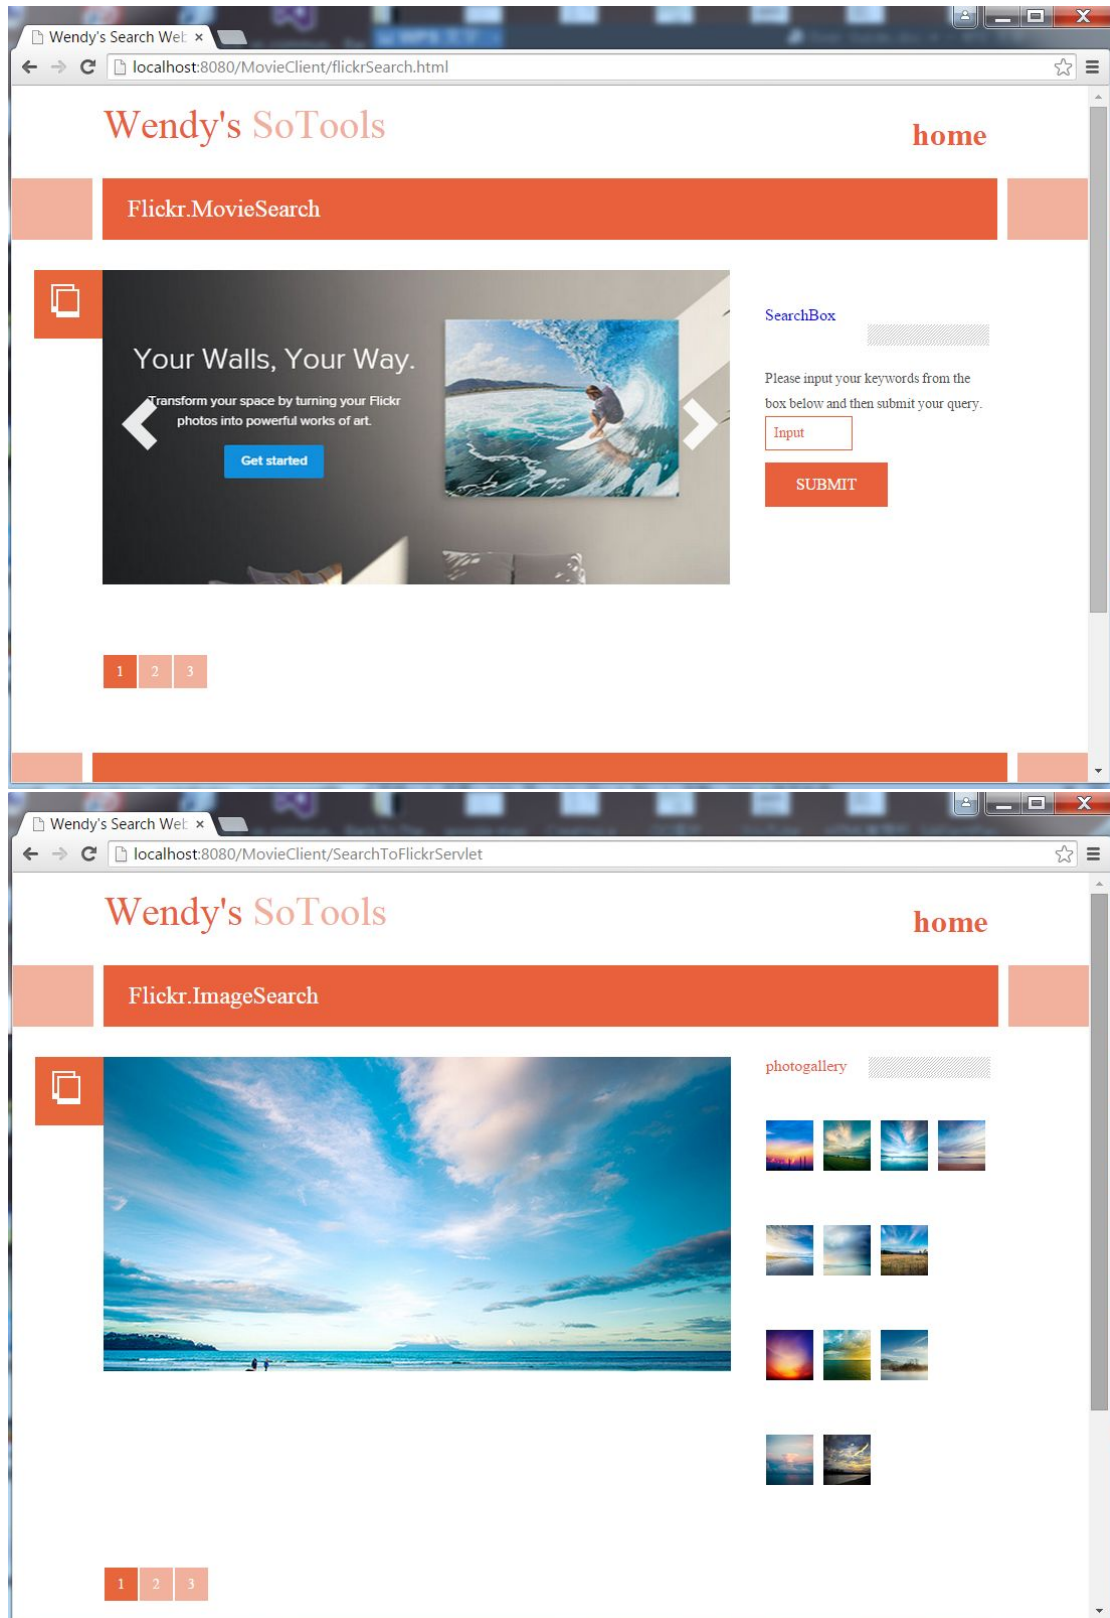 Wendy's Search Web
localhost:8080/MovieClient/flickrSearch.html
Wendy's SoTools
home
Flickr.MovieSearch
Your Walls, Your Way.
Transform your space by turning your Flickr
photos into powerful works of art.
Get started
SearchBox
Please input your keywords from the
box below and then submit your query.
Input
SUBMIT
1 2 3
Wendy's Search Web
localhost:8080/MovieClient/SearchToFlickrServlet
Wendy's SoTools
home
Flickr.ImageSearch
photogallery
1 2 3